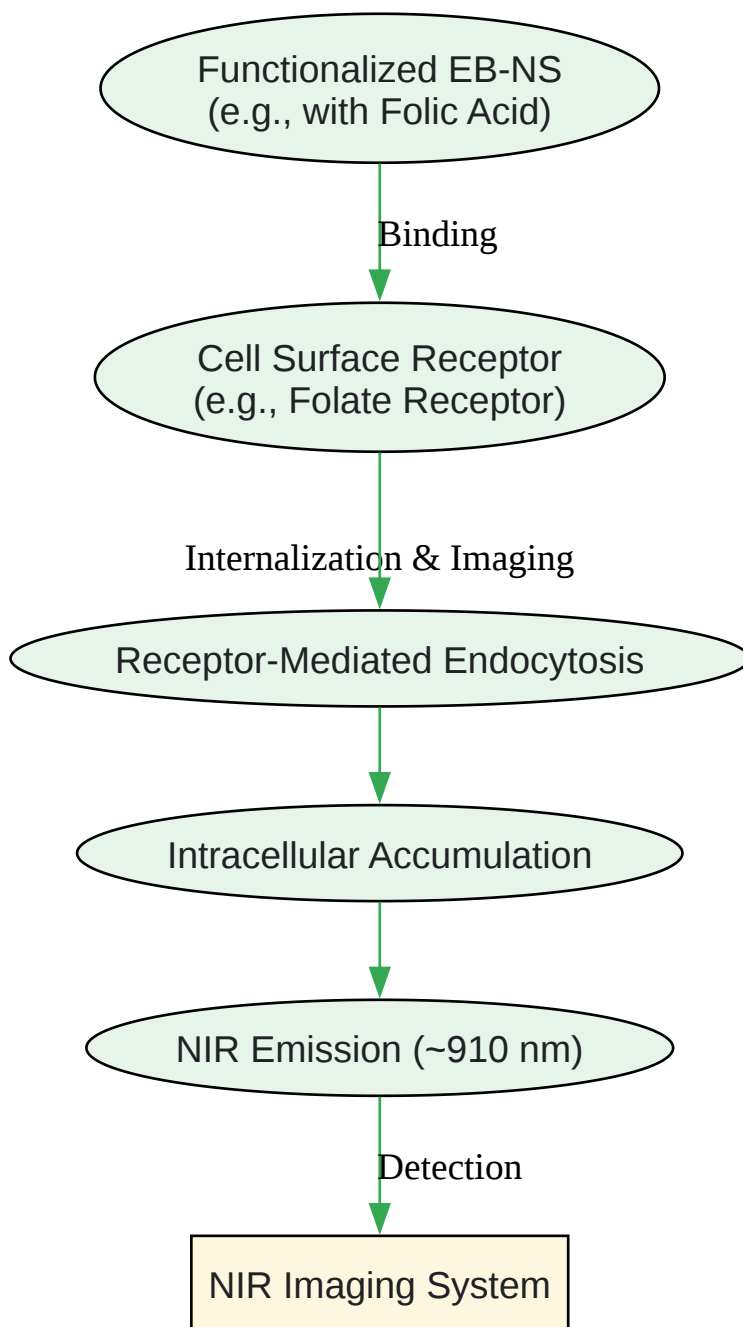 Functionalized EB-NS
(e.g., with Folic Acid)
Binding
Cell Surface Receptor
(e.g., Folate Receptor)
Internalization & Imaging
Receptor-Mediated Endocytosis
Intracellular Accumulation
NIR Emission (~910 nm)
Detection
NIR Imaging System